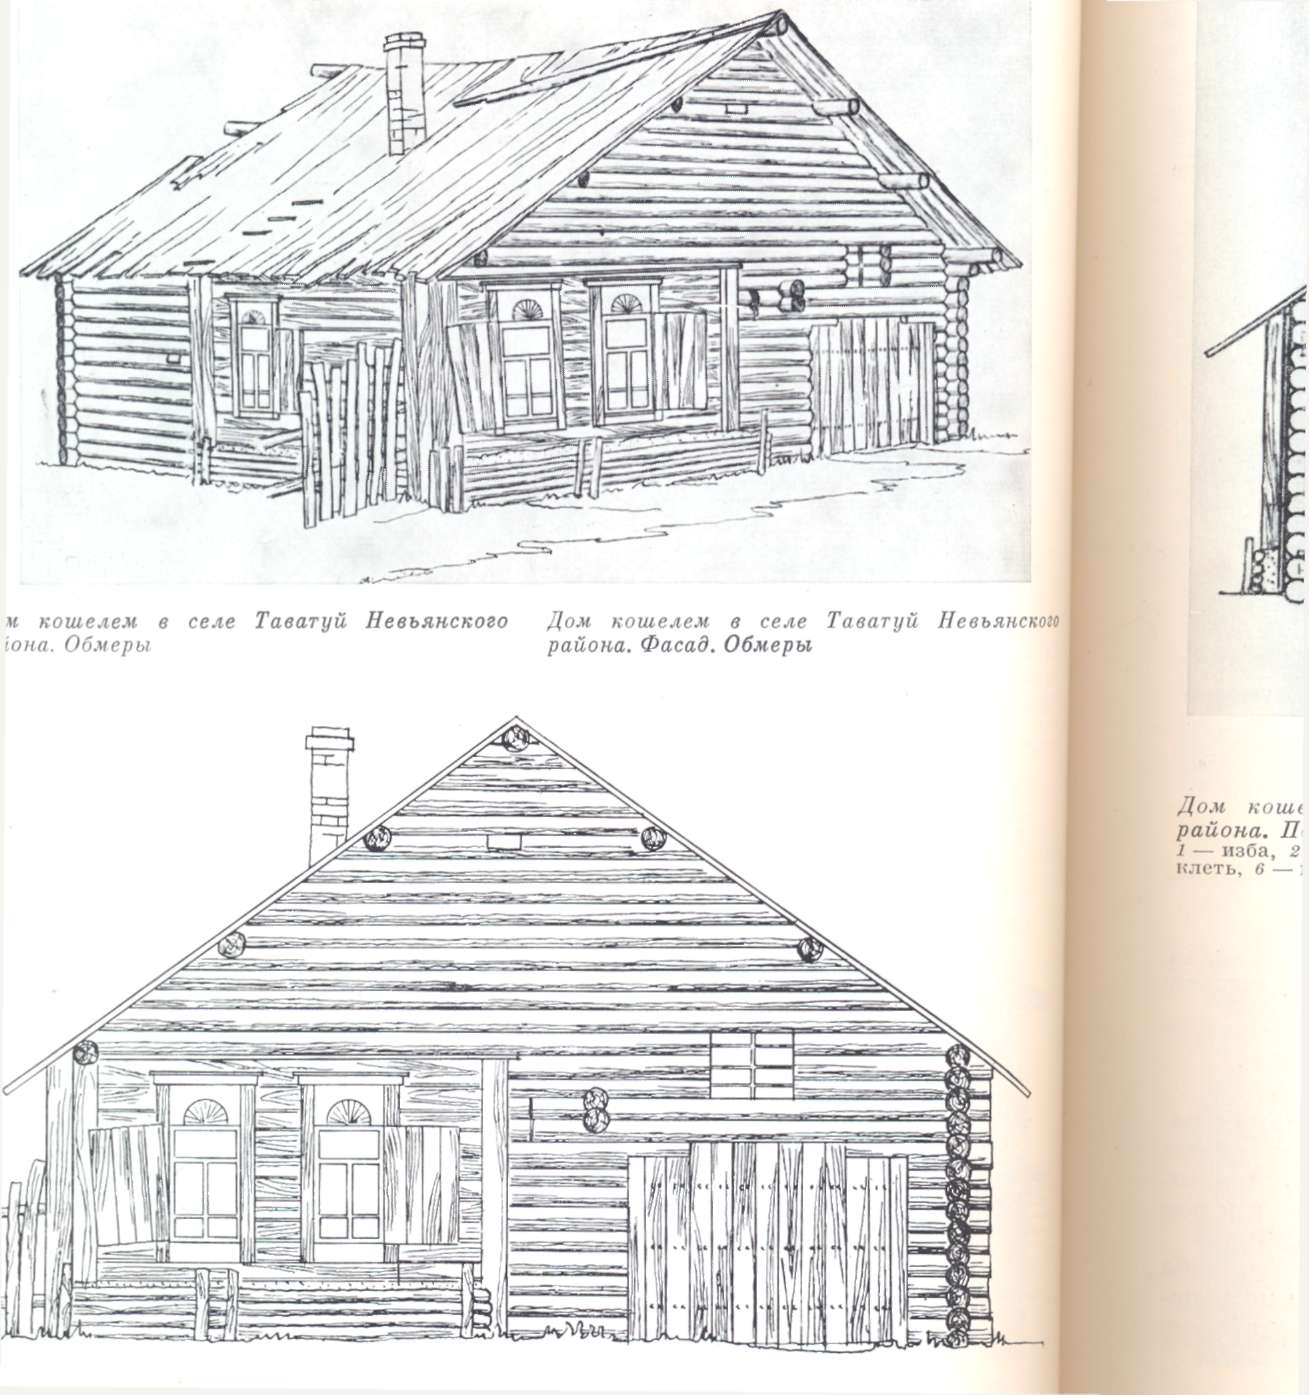 м кошелем в селе Таватуй Невьянского
йона. Обмеры
Дом кошелем в селе Таватуй Невьянского
района. Фасад. Обмеры
Дом коше
района. П
1 — изба, 2
клеть, 6 —